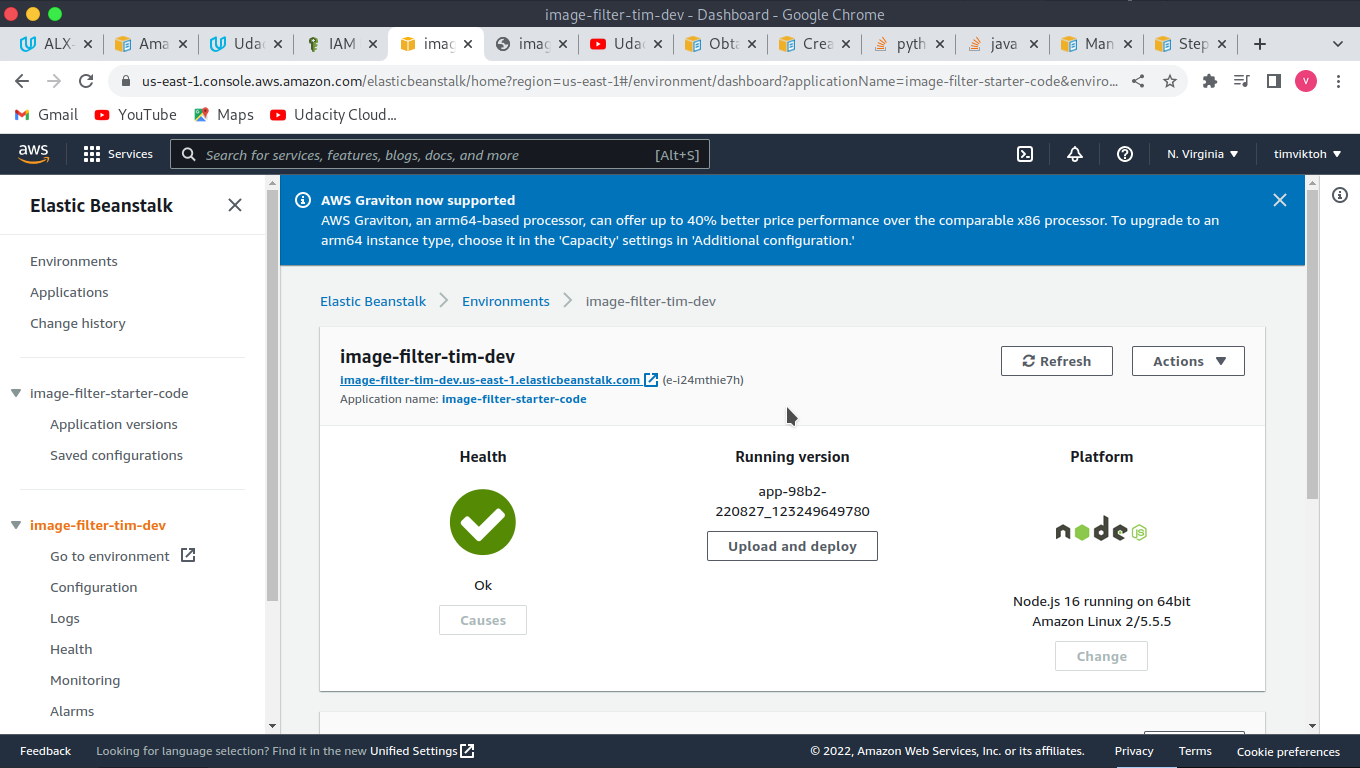 image-filter-tim-dev - Dashboard - Google Chrome
ALX-
Ama
Udac
IAM
imag
imag
Udac
Obta
Crea
pyth
java
Man
Step
us-east-1.console.aws.amazon.com/elasticbeanstalk/home?region=us-east-1#/environment/dashboard?applicationName=image-filter-starter-code&enviro...
V
Gmail
YouTube
Maps
Udacity Cloud...
aws
Services
Search for services, features, blogs, docs, and more
[Alt+S]
N. Virginia
timviktoh
Elastic Beanstalk
Environments
Applications
Change history
image-filter-starter-code
Application versions
Saved configurations
image-filter-tim-dev
Go to environment
Configuration
Logs
Health
Monitoring
Alarms
AWS Graviton now supported
AWS Graviton, an arm64-based processor, can offer up to 40% better price performance over the comparable x86 processor. To upgrade to an
arm64 instance type, choose it in the 'Capacity' settings in 'Additional configuration.'
Elastic Beanstalk
Environments
image-filter-tim-dev
image-filter-tim-dev
image-filter-tim-dev.us-east-1.elasticbeanstalk.com (e-i24mthie7h)
Application name: image-filter-starter-code
Refresh
Actions
Health
Ok
Causes
Running version
app-98b2-
220827_123249649780
Upload and deploy
Platform
node JS
Node.js 16 running on 64bit
Amazon Linux 2/5.5.5
Change
Feedback
Looking for language selection? Find it in the new Unified Settings
© 2022, Amazon Web Services, Inc. or its affiliates.
Privacy
Terms
Cookie preferences